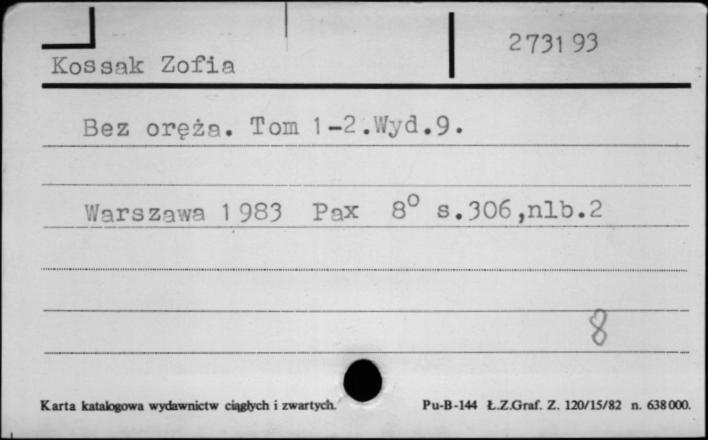 273193
Kossak Zofia
Bez oręża. Tom 1-2.Wyd.9.
Warszawa 1983 Pax 8° s.306,nlb.2
8
Karta katalogowa wydawnictw ciągłych i zwartych. Pu-B-144 Ł.Z.Graf. Z. 120/15/82 n. 638000.